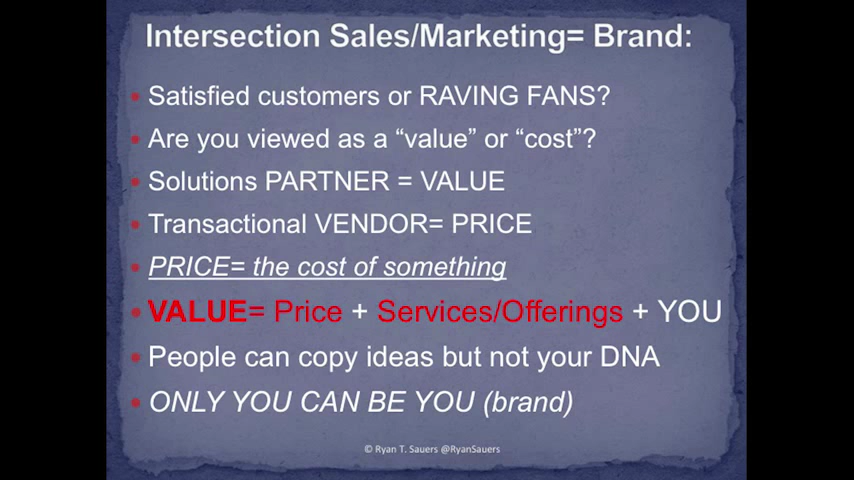 Intersection Sales/Marketing= Brand:
• Satisfied customers or RAVING FANS?
• Are you viewed as a “value” or “cost”?
• Solutions PARTNER = VALUE
• Transactional VENDOR= PRICE
• PRICE= the cost of something
• VALUE= Price + Services/Offerings + YOU
• People can copy ideas but not your DNA
• ONLY YOU CAN BE YOU (brand)
© Ryan T. Sauers @RyanSauers